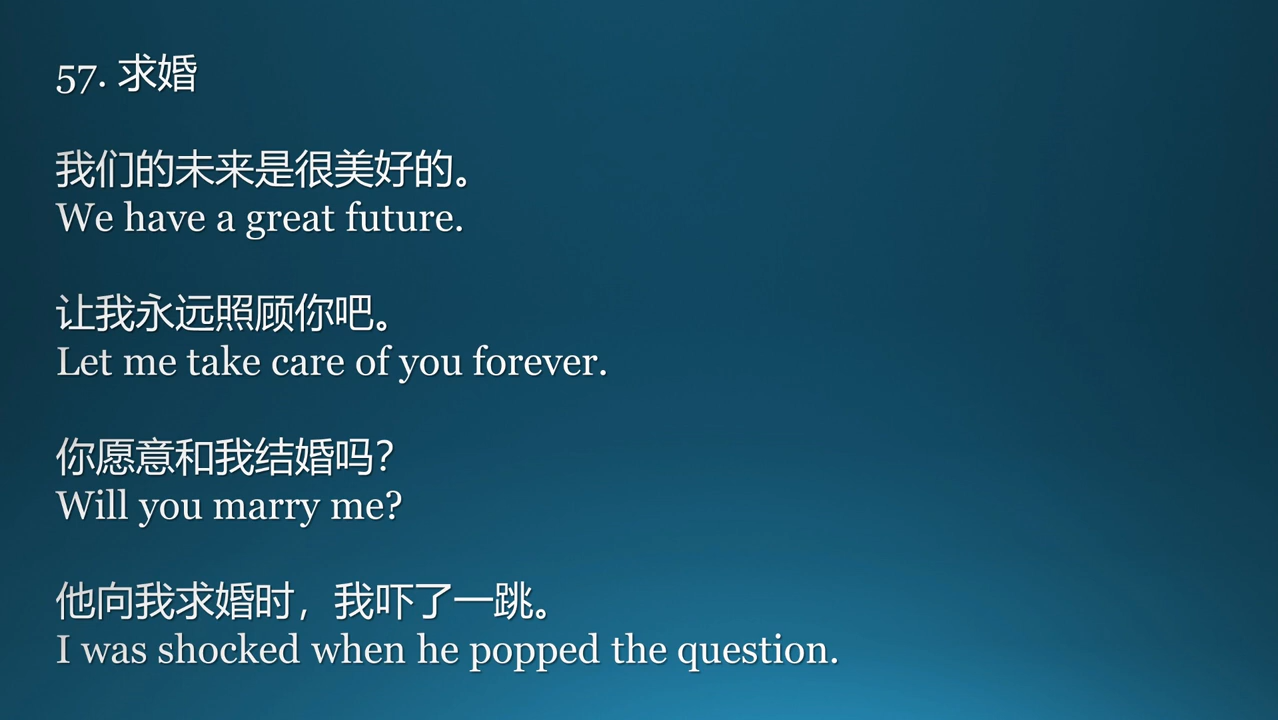 57. 求婚
我们的未来是很美好的。
We have a great future.
让我永远照顾你吧。
Let me take care of you forever.
你愿意和我结婚吗？
Will you marry me?
他向我求婚时，我吓了一跳。
I was shocked when he popped the question.